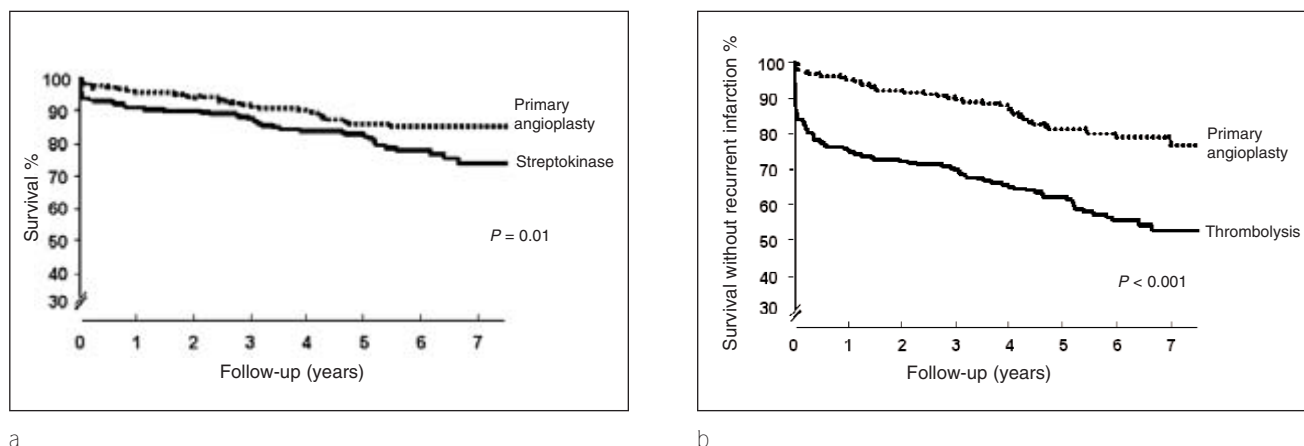 100
90
80
70
60
50
40
30
Survival %
Primary
angioplasty
Streptokinase
P = 0.01
0 1 2 3 4 5 6 7
Follow-up (years)
a
100
90
80
70
60
50
40
30
Survival without recurrent infarction %
Primary
angioplasty
Thrombolysis
P < 0.001
0 1 2 3 4 5 6 7
Follow-up (years)
b